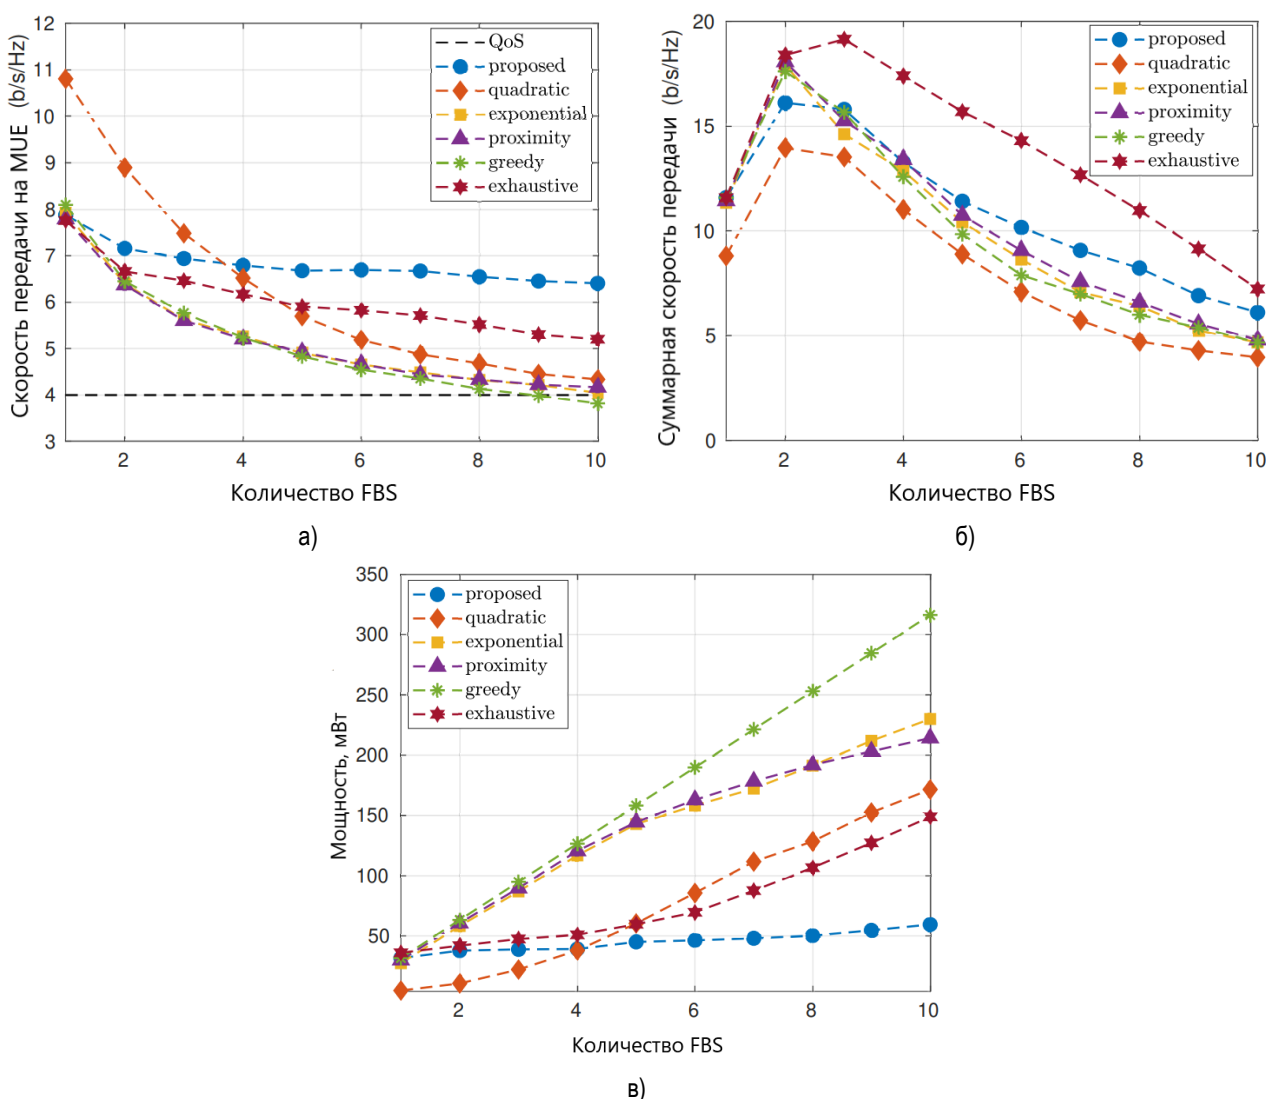 12
11
10
9
8
7
6
5
4
3
2
4
6
8
10
Скорость передачи на MUE (b/s/Hz)
Количество FBS
QoS
proposed
quadratic
exponential
proximity
greedy
exhaustive
а)
20
15
10
5
0
2
4
6
8
10
Суммарная скорость передачи (b/s/Hz)
Количество FBS
proposed
quadratic
exponential
proximity
greedy
exhaustive
б)
350
300
250
200
150
100
50
2
4
6
8
10
Мощность, мВт
Количество FBS
proposed
quadratic
exponential
proximity
greedy
exhaustive
в)